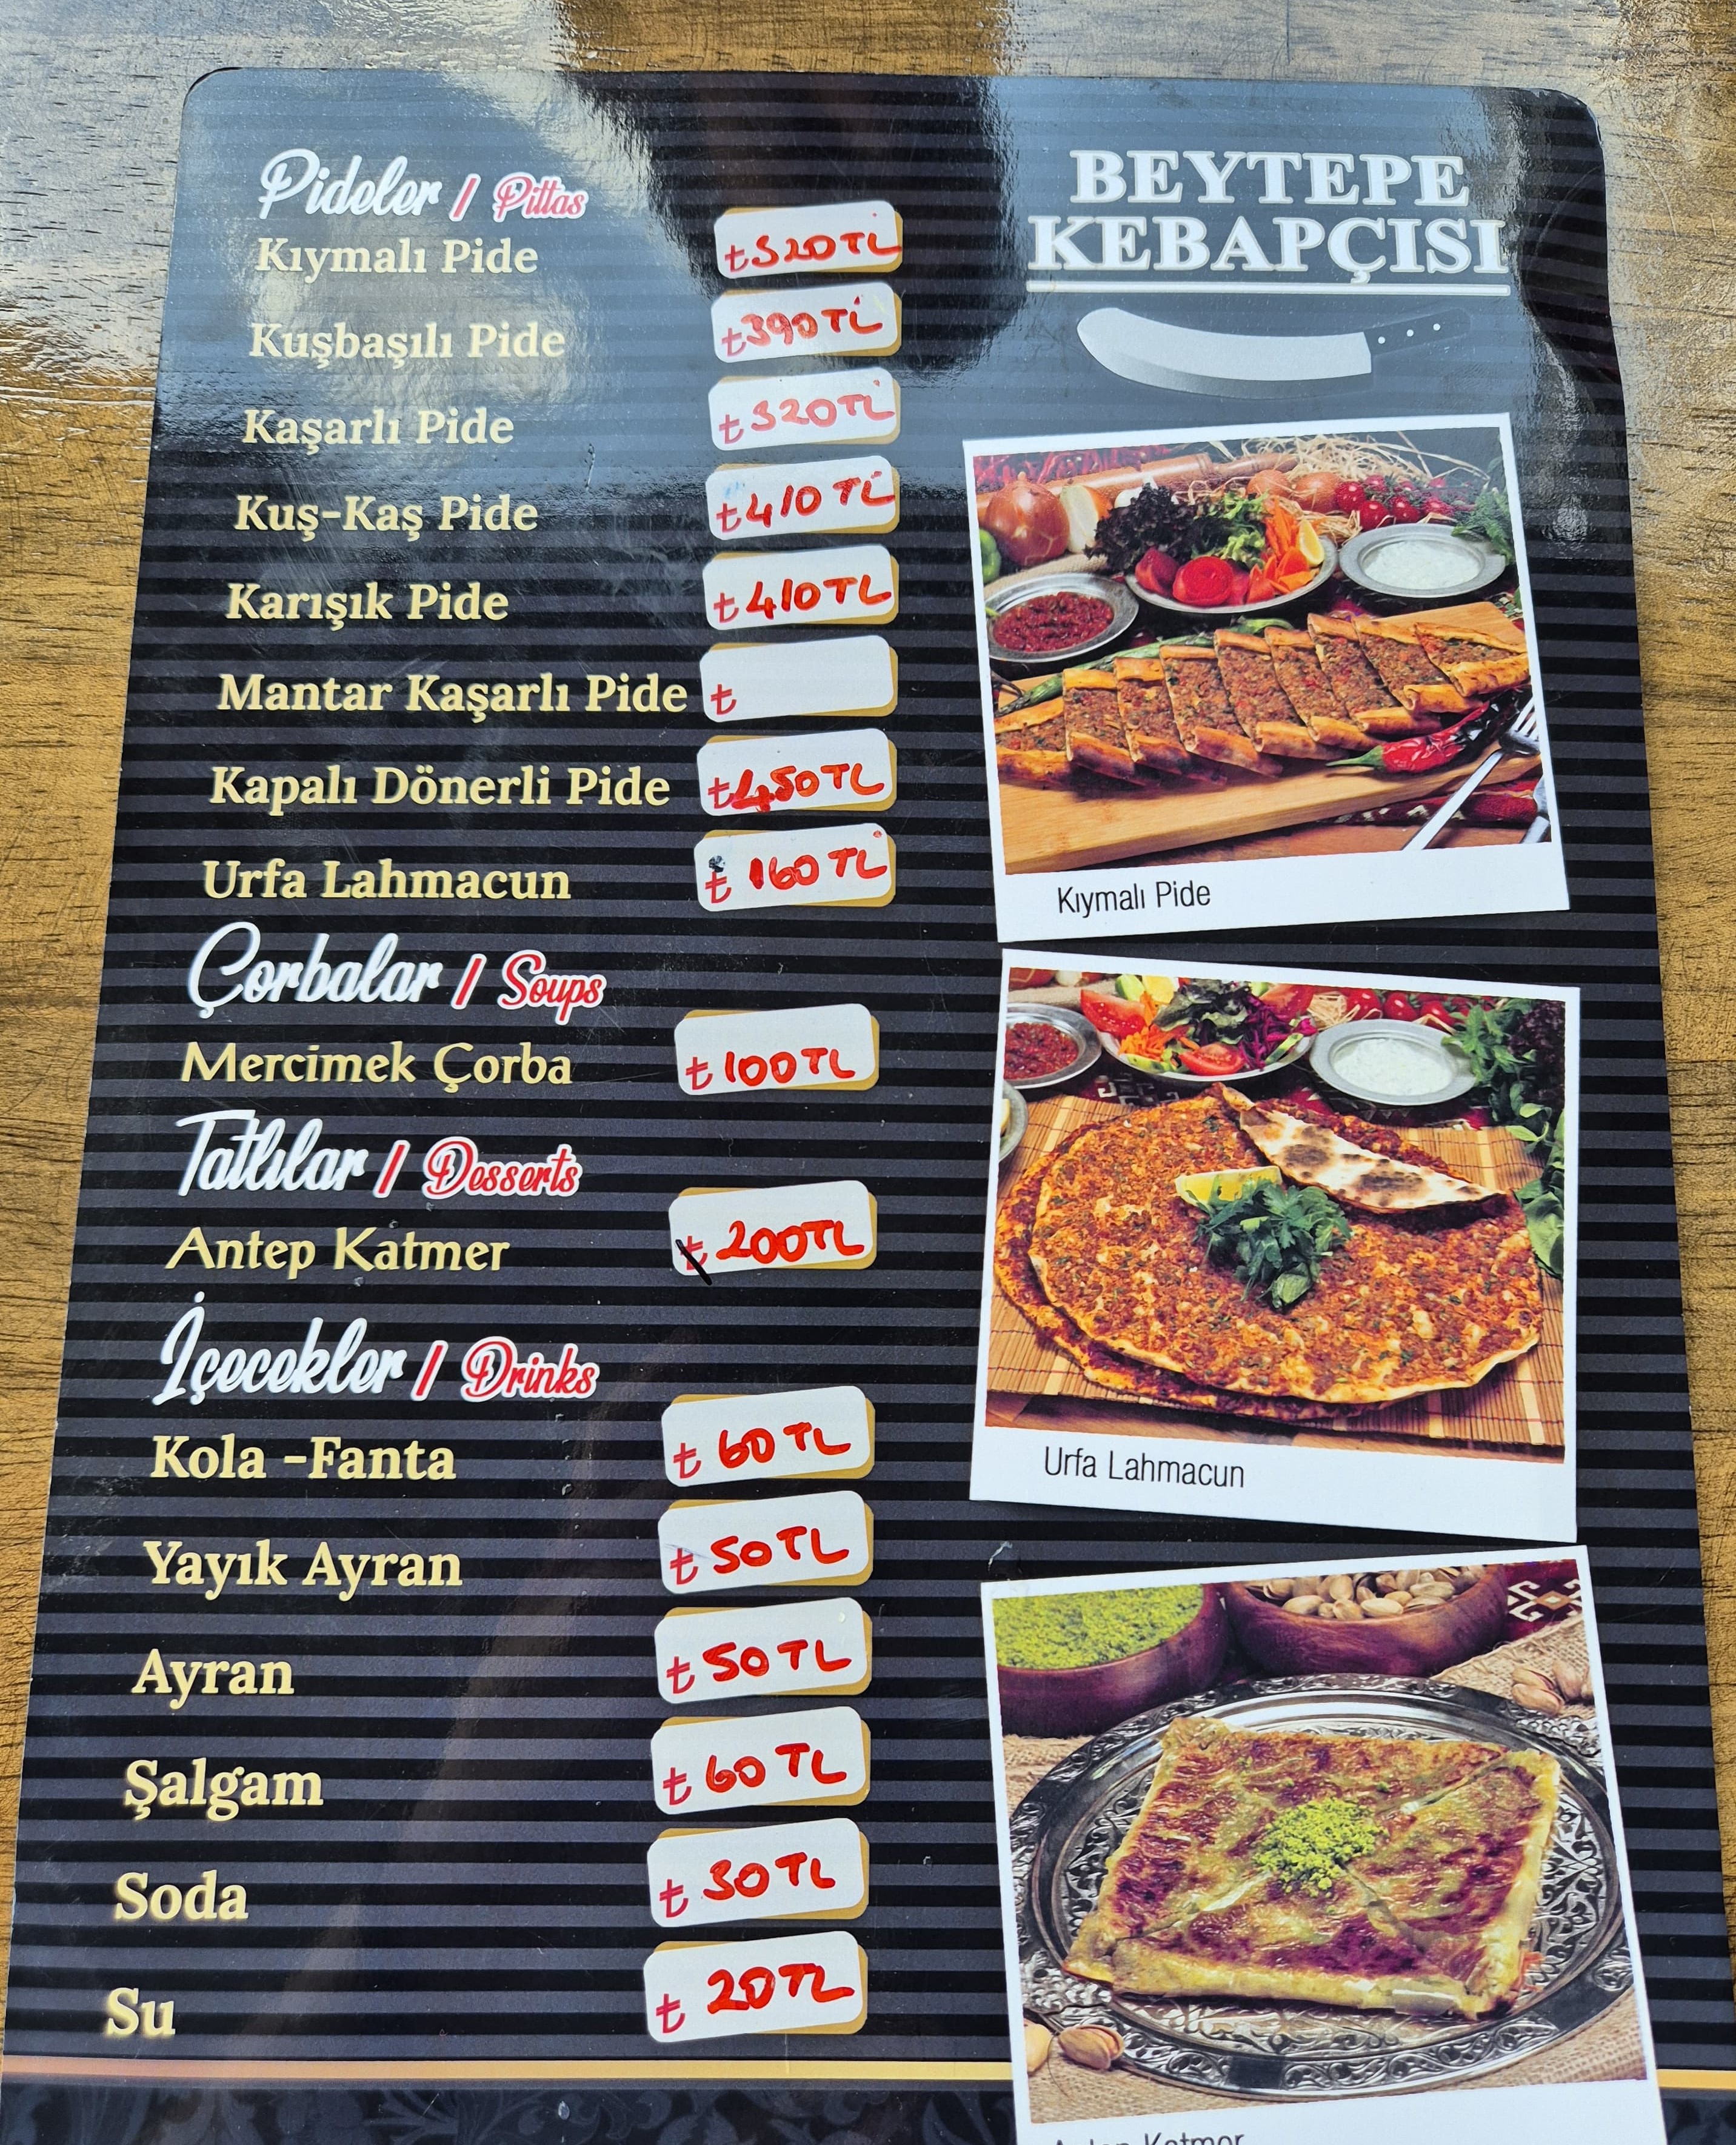 BEYTEPE
KEBAPÇISI
Pideler / Pittas
Kıymalı Pide ₺320TL
Kuşbaşılı Pide ₺390TL
Kaşarlı Pide ₺320TL
Kuş-Kaş Pide ₺410TL
Karışık Pide ₺410TL
Mantar Kaşarlı Pide ₺
Kapalı Dönerli Pide ₺450TL
Urfa Lahmacun ₺160TL
Çorbalar / Soups
Mercimek Çorba ₺100TL
Tatlılar / Desserts
Antep Katmer ₺200TL
İçecekler / Drinks
Kola -Fanta ₺60TL
Yayık Ayran ₺50TL
Ayran ₺50TL
Şalgam ₺60TL
Soda ₺30TL
Su ₺20TL
Kıymalı Pide
Urfa Lahmacun
Antep Katmer